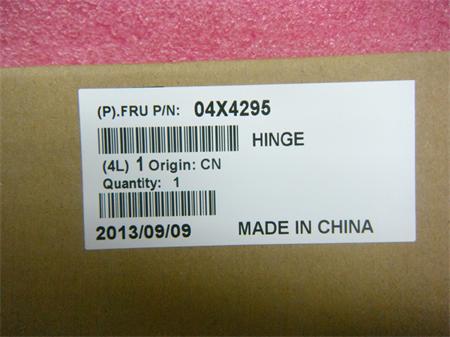 (P).FRU P/N: 04X4295
HINGE
(4L) 1 Origin: CN
Quantity: 1
2013/09/09 MADE IN CHINA